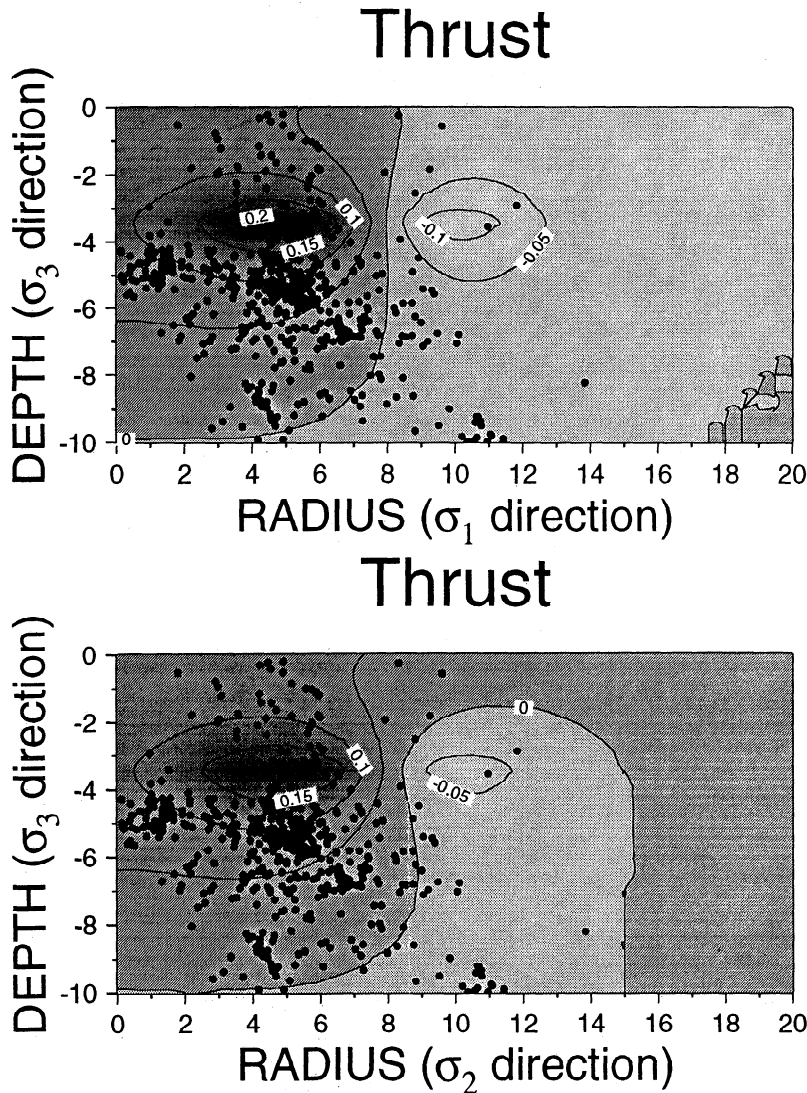 Thrust
0
-2
-4
-6
-8
-10
DEPTH (σ3 direction)
0.2
0.1
0.15
-0.1
-0.05
0
0 2 4 6 8 10 12 14 16 18 20
RADIUS (σ1 direction)
Thrust
0
-2
-4
-6
-8
-10
DEPTH (σ3 direction)
0
0.1
0.15
-0.05
0 2 4 6 8 10 12 14 16 18 20
RADIUS (σ2 direction)